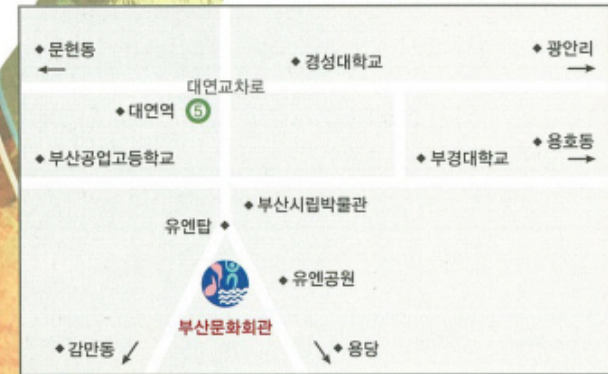 문현동
경성대학교
광안리
대연교차로
대연역 5
용호동
부산공업고등학교
부경대학교
부산시립박물관
유엔탑
유엔공원
부산문화회관
감만동
용당